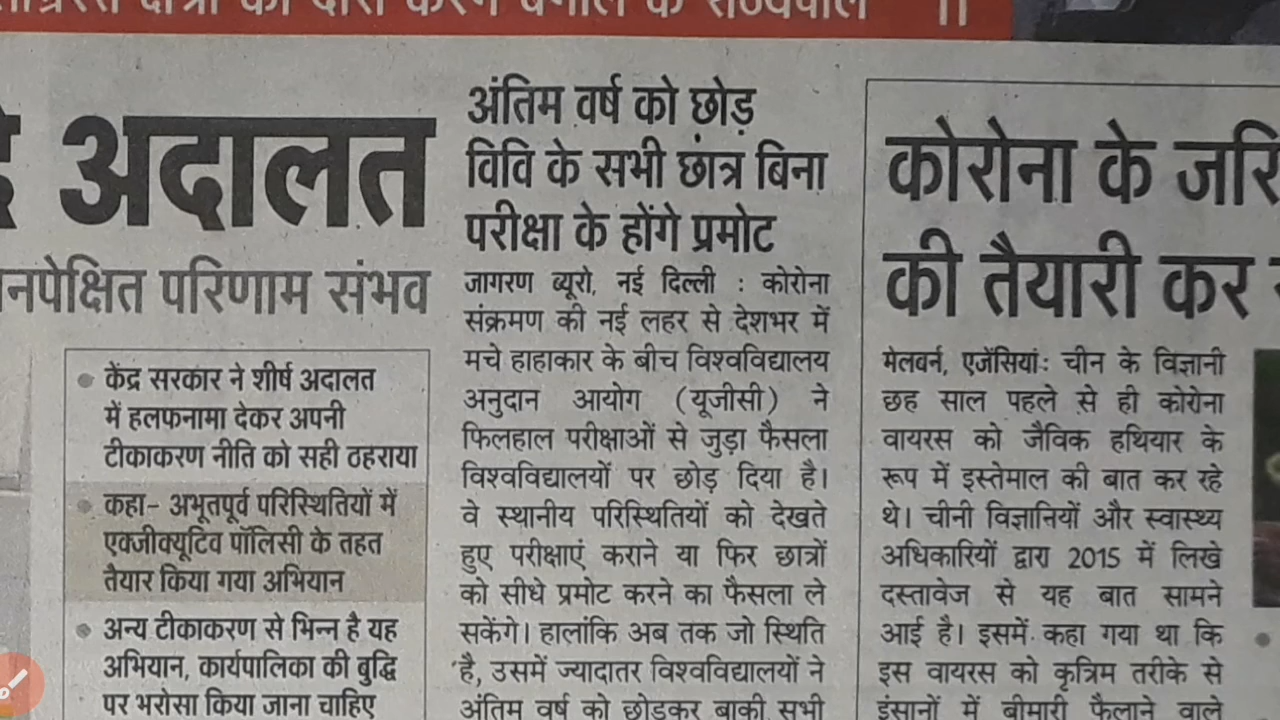 को
बंगाल के राज्यपाल 11
अदालत
परिणाम संभव
केंद्र सरकार ने शीर्ष अदालत
में हलफनामा देकर अपनी
टीकाकरण नीति को सही ठहराया
कहा- अभूतपूर्व परिस्थितियों में
एक्जीक्यूटिव पॉलिसी के तहत
तैयार किया गया अभियान
अन्य टीकाकरण से भिन्न है यह
अभियान, कार्यपालिका की बुद्धि
पर भरोसा किया जाना चाहिए
अंतिम वर्ष को छोड़
विवि के सभी छात्र बिना
परीक्षा के होंगे प्रमोट
जागरण ब्यूरो, नई दिल्ली : कोरोना
संक्रमण की नई लहर से देशभर में
मचे हाहाकार के बीच विश्वविद्यालय
अनुदान आयोग (यूजीसी) ने
फिलहाल परीक्षाओं से जुड़ा फैसला
विश्वविद्यालयों पर छोड़ दिया है।
वे स्थानीय परिस्थितियों को देखते
हुए परीक्षाएं कराने या फिर छात्रों
को सीधे प्रमोट करने का फैसला ले
सकेंगे। हालांकि अब तक जो स्थिति
है, उसमें ज्यादातर विश्वविद्यालयों ने
अंतिम वर्ष को छोड़कर बाकी सभी
कोरोना के
की तैयारी कर
मेलबर्न, एजेंसियां: चीन के विज्ञानी
छह साल पहले से ही कोरोना
वायरस को जैविक हथियार के
रूप में इस्तेमाल की बात कर रहे
थे। चीनी विज्ञानियों और स्वास्थ्य
अधिकारियों द्वारा 2015 में लिखे
दस्तावेज से यह बात सामने
आई है। इसमें कहा गया था कि
इस वायरस को कृत्रिम तरीके से
इंसानों में बीमारी फैलाने वाले